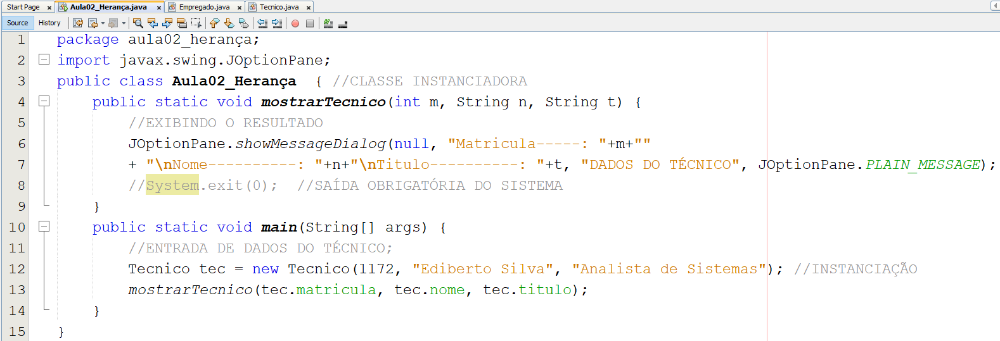 Start Page Aula02_Herança.java Empregado.java Tecnico.java
Source History
1 package aula02_herança;
2 import javax.swing.JOptionPane;
3 public class Aula02_Herança  { //CLASSE INSTANCIADORA
4     public static void mostrarTecnico(int m, String n, String t) {
5         //EXIBINDO O RESULTADO
6         JOptionPane.showMessageDialog(null, "Matricula-----: "+m+""
7         + "\nNome----------: "+n+"\nTitulo----------: "+t, "DADOS DO TÉCNICO", JOptionPane.PLAIN_MESSAGE);
8         //System.exit(0);  //SAÍDA OBRIGATÓRIA DO SISTEMA
9     }
10     public static void main(String[] args) {
11         //ENTRADA DE DADOS DO TÉCNICO;
12         Tecnico tec = new Tecnico(1172, "Ediberto Silva", "Analista de Sistemas"); //INSTANCIAÇÃO
13         mostrarTecnico(tec.matricula, tec.nome, tec.titulo);
14     }
15 }